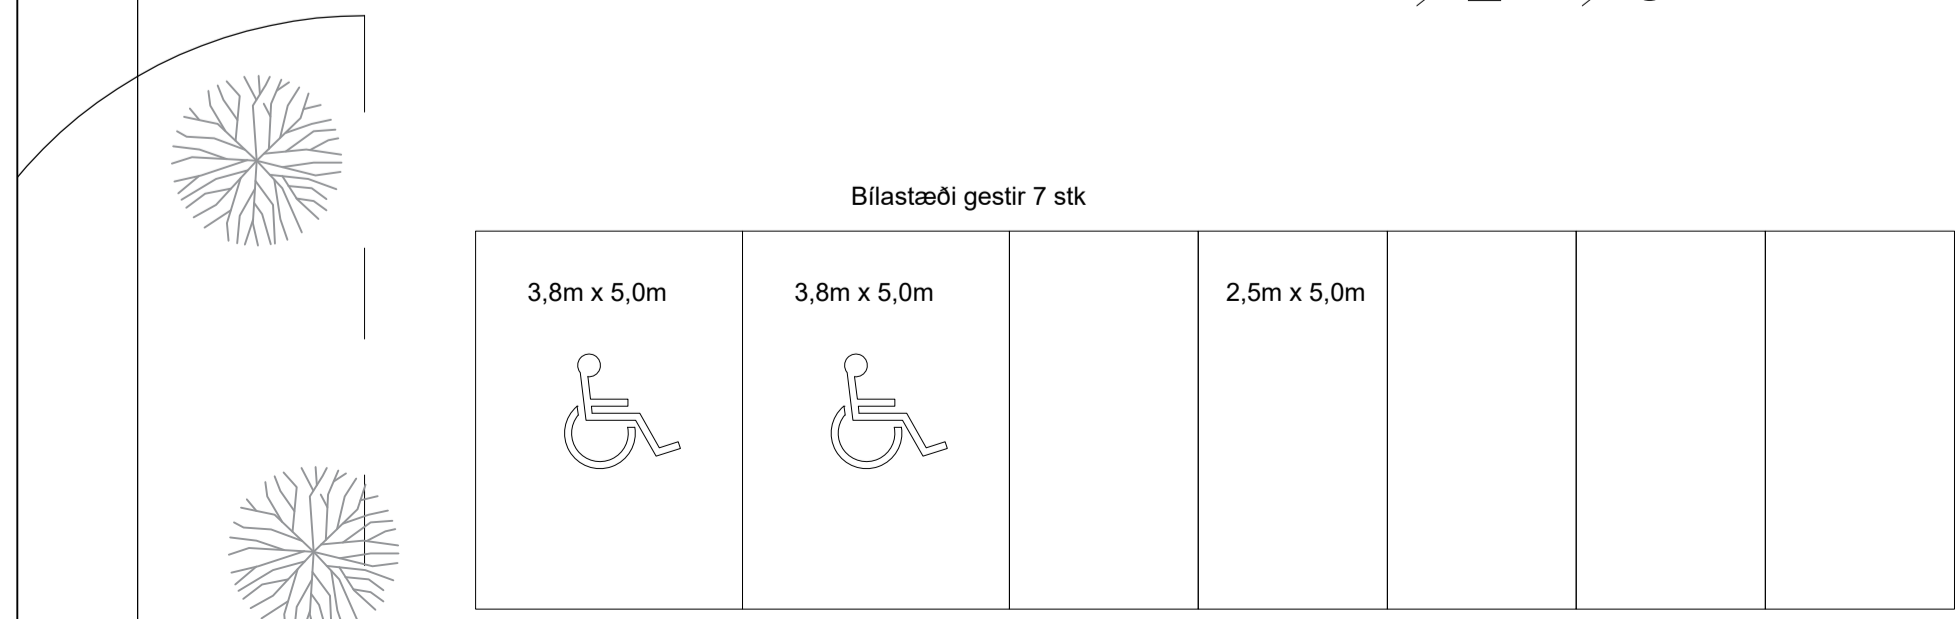 Bílastæði gestir 7 stk
3,8m x 5,0m
3,8m x 5,0m
2,5m x 5,0m